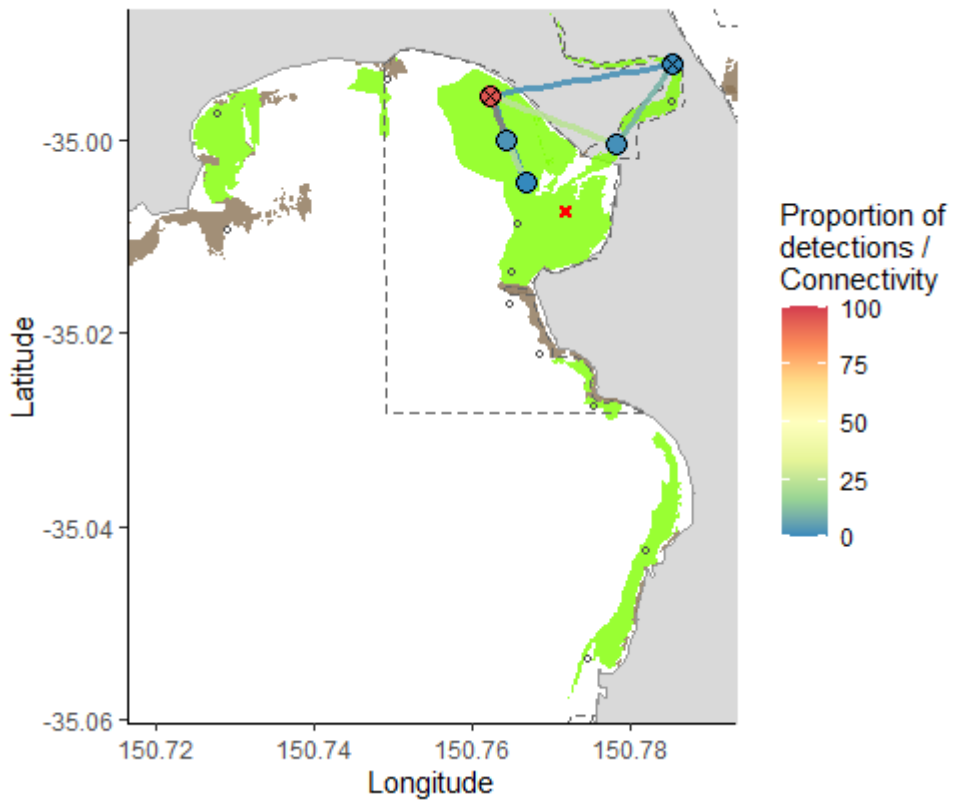 -35.00
-35.02
-35.04
-35.06
Latitude
150.72 150.74 150.76 150.78
Longitude
Proportion of
detections /
Connectivity
100
75
50
25
0